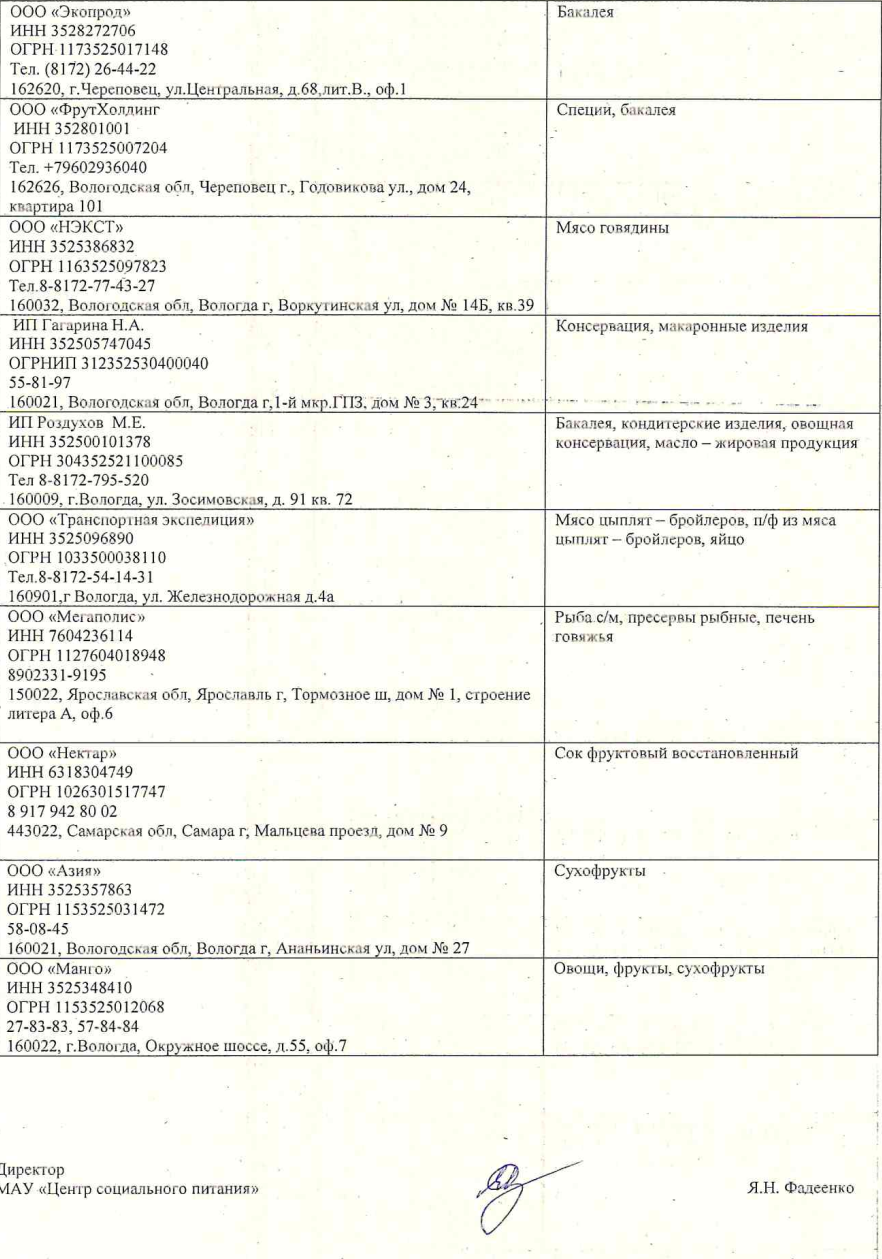 ООО «Экопрод»
ИНН 3528272706
ОГРН 1173525017148
Тел. (8172) 26-44-22
162620, г.Череповец, ул.Центральная, д.68,лит.В., оф.1
Бакалея
ООО «ФрутХолдинг
ИНН 352801001
ОГРН 1173525007204
Тел. +79602936040
162626, Вологодская обл, Череповец г., Годовикова ул., дом 24,
квартира 101
Специи, бакалея
ООО «НЭКСТ»
ИНН 3525386832
ОГРН 1163525097823
Тел.8-8172-77-43-27
160032, Вологодская обл, Вологда г, Воркутинская ул, дом № 14Б, кв.39
Мясо говядины
ИП Гагарина Н.А.
ИНН 352505747045
ОГРНИП 312352530400040
55-81-97
160021, Вологодская обл, Вологда г,1-й мкр.ГПЗ, дом № 3, кв.24
Консервация, макаронные изделия
ИП Роздухов М.Е.
ИНН 352500101378
ОГРН 304352521100085
Тел 8-8172-795-520
160009, г.Вологда, ул. Зосимовская, д. 91 кв. 72
Бакалея, кондитерские изделия, овощная
консервация, масло – жировая продукция
ООО «Транспортная экспедиция»
ИНН 3525096890
ОГРН 1033500038110
Тел.8-8172-54-14-31
160901,г Вологда, ул. Железнодорожная д.4а
Мясо цыплят – бройлеров, п/ф из мяса
цыплят – бройлеров, яйцо
ООО «Мегаполис»
ИНН 7604236114
ОГРН 1127604018948
8902331-9195
150022, Ярославская обл, Ярославль г, Тормозное ш, дом № 1, строение
литера А, оф.6
Рыба с/м, пресервы рыбные, печень
говяжья
ООО «Нектар»
ИНН 6318304749
ОГРН 1026301517747
8 917 942 80 02
443022, Самарская обл, Самара г, Мальцева проезд, дом № 9
Сок фруктовый восстановленный
ООО «Азия»
ИНН 3525357863
ОГРН 1153525031472
58-08-45
160021, Вологодская обл, Вологда г, Ананьинская ул, дом № 27
Сухофрукты
ООО «Манго»
ИНН 3525348410
ОГРН 1153525012068
27-83-83, 57-84-84
160022, г.Вологда, Окружное шоссе, д.55, оф.7
Овощи, фрукты, сухофрукты
Директор
МАУ «Центр социального питания»
Я.Н. Фадеенко